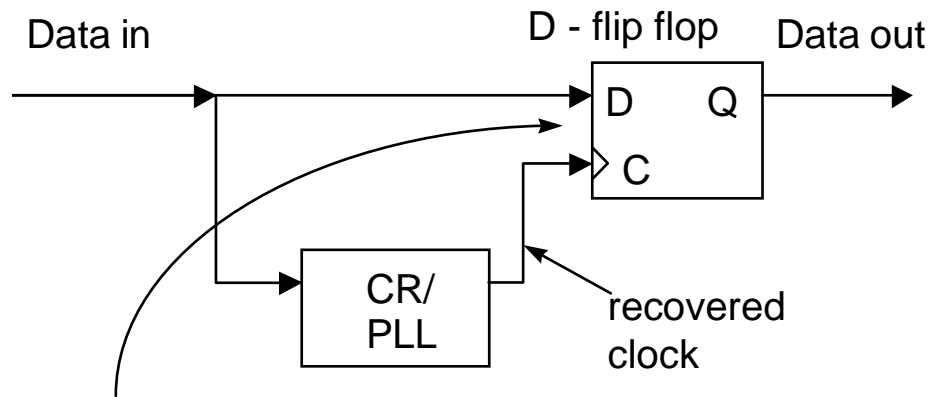 Data in
D - flip flop
Data out
D
Q
C
CR/
PLL
recovered
clock